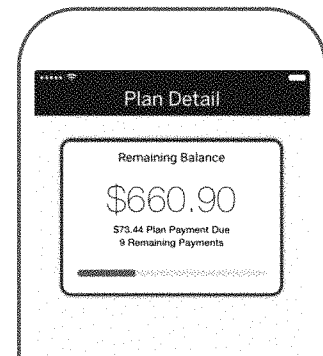 Plan Detail
Remaining Balance
$660.90
$73.44 Plan Payment Due
9 Remaining Payments